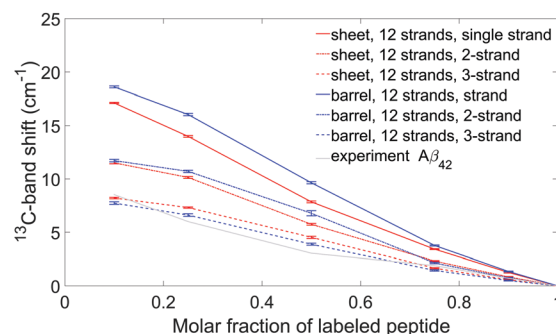 25
20
15
10
5
0
¹³C-band shift (cm⁻¹)
sheet, 12 strands, single strand
sheet, 12 strands, 2-strand
sheet, 12 strands, 3-strand
barrel, 12 strands, strand
barrel, 12 strands, 2-strand
barrel, 12 strands, 3-strand
experiment Aβ₄₂
0 0.2 0.4 0.6 0.8 1
Molar fraction of labeled peptide